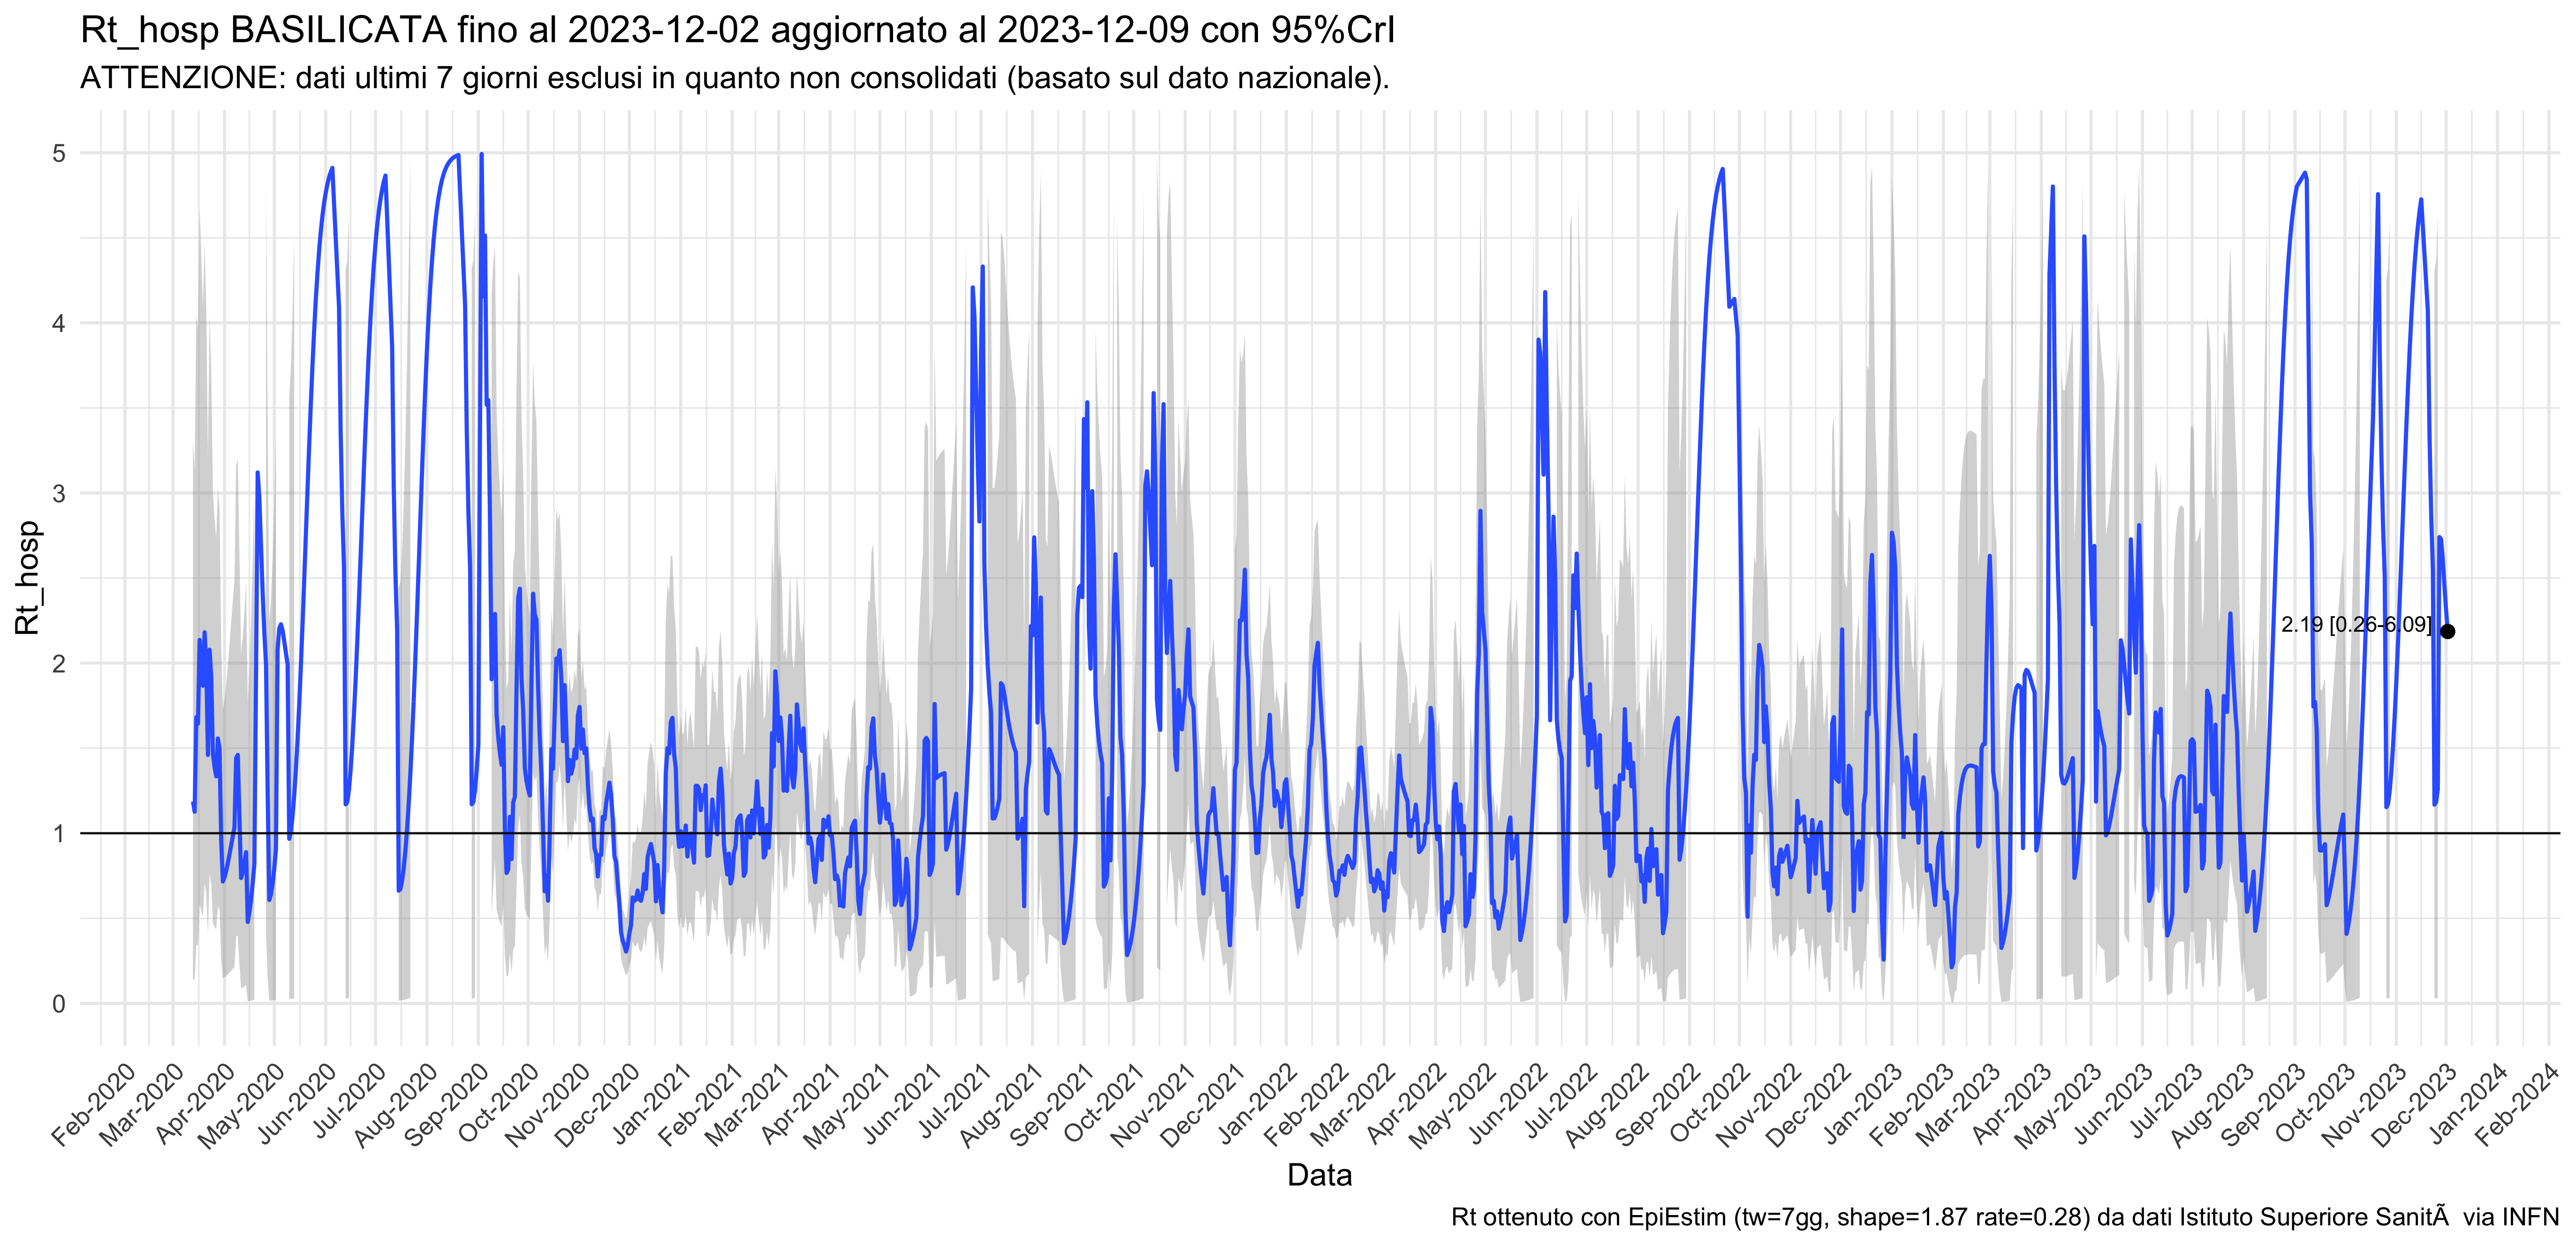 Rt_hosp BASILICATA fino al 2023-12-02 aggiornato al 2023-12-09 con 95%CrI
ATTENZIONE: dati ultimi 7 giorni esclusi in quanto non consolidati (basato sul dato nazionale).
5
4
3
2
1
0
Rt_hosp
2.19 [0.26-6.09]
Feb-2020
Mar-2020
Apr-2020
May-2020
Jun-2020
Jul-2020
Aug-2020
Sep-2020
Oct-2020
Nov-2020
Dec-2020
Jan-2021
Feb-2021
Mar-2021
Apr-2021
May-2021
Jun-2021
Jul-2021
Aug-2021
Sep-2021
Oct-2021
Nov-2021
Dec-2021
Jan-2022
Feb-2022
Mar-2022
Apr-2022
May-2022
Jun-2022
Jul-2022
Aug-2022
Sep-2022
Oct-2022
Nov-2022
Dec-2022
Jan-2023
Feb-2023
Mar-2023
Apr-2023
May-2023
Jun-2023
Jul-2023
Aug-2023
Sep-2023
Oct-2023
Nov-2023
Dec-2023
Jan-2024
Feb-2024
Data
Rt ottenuto con EpiEstim (tw=7gg, shape=1.87 rate=0.28) da dati Istituto Superiore SanitÃ  via INFN